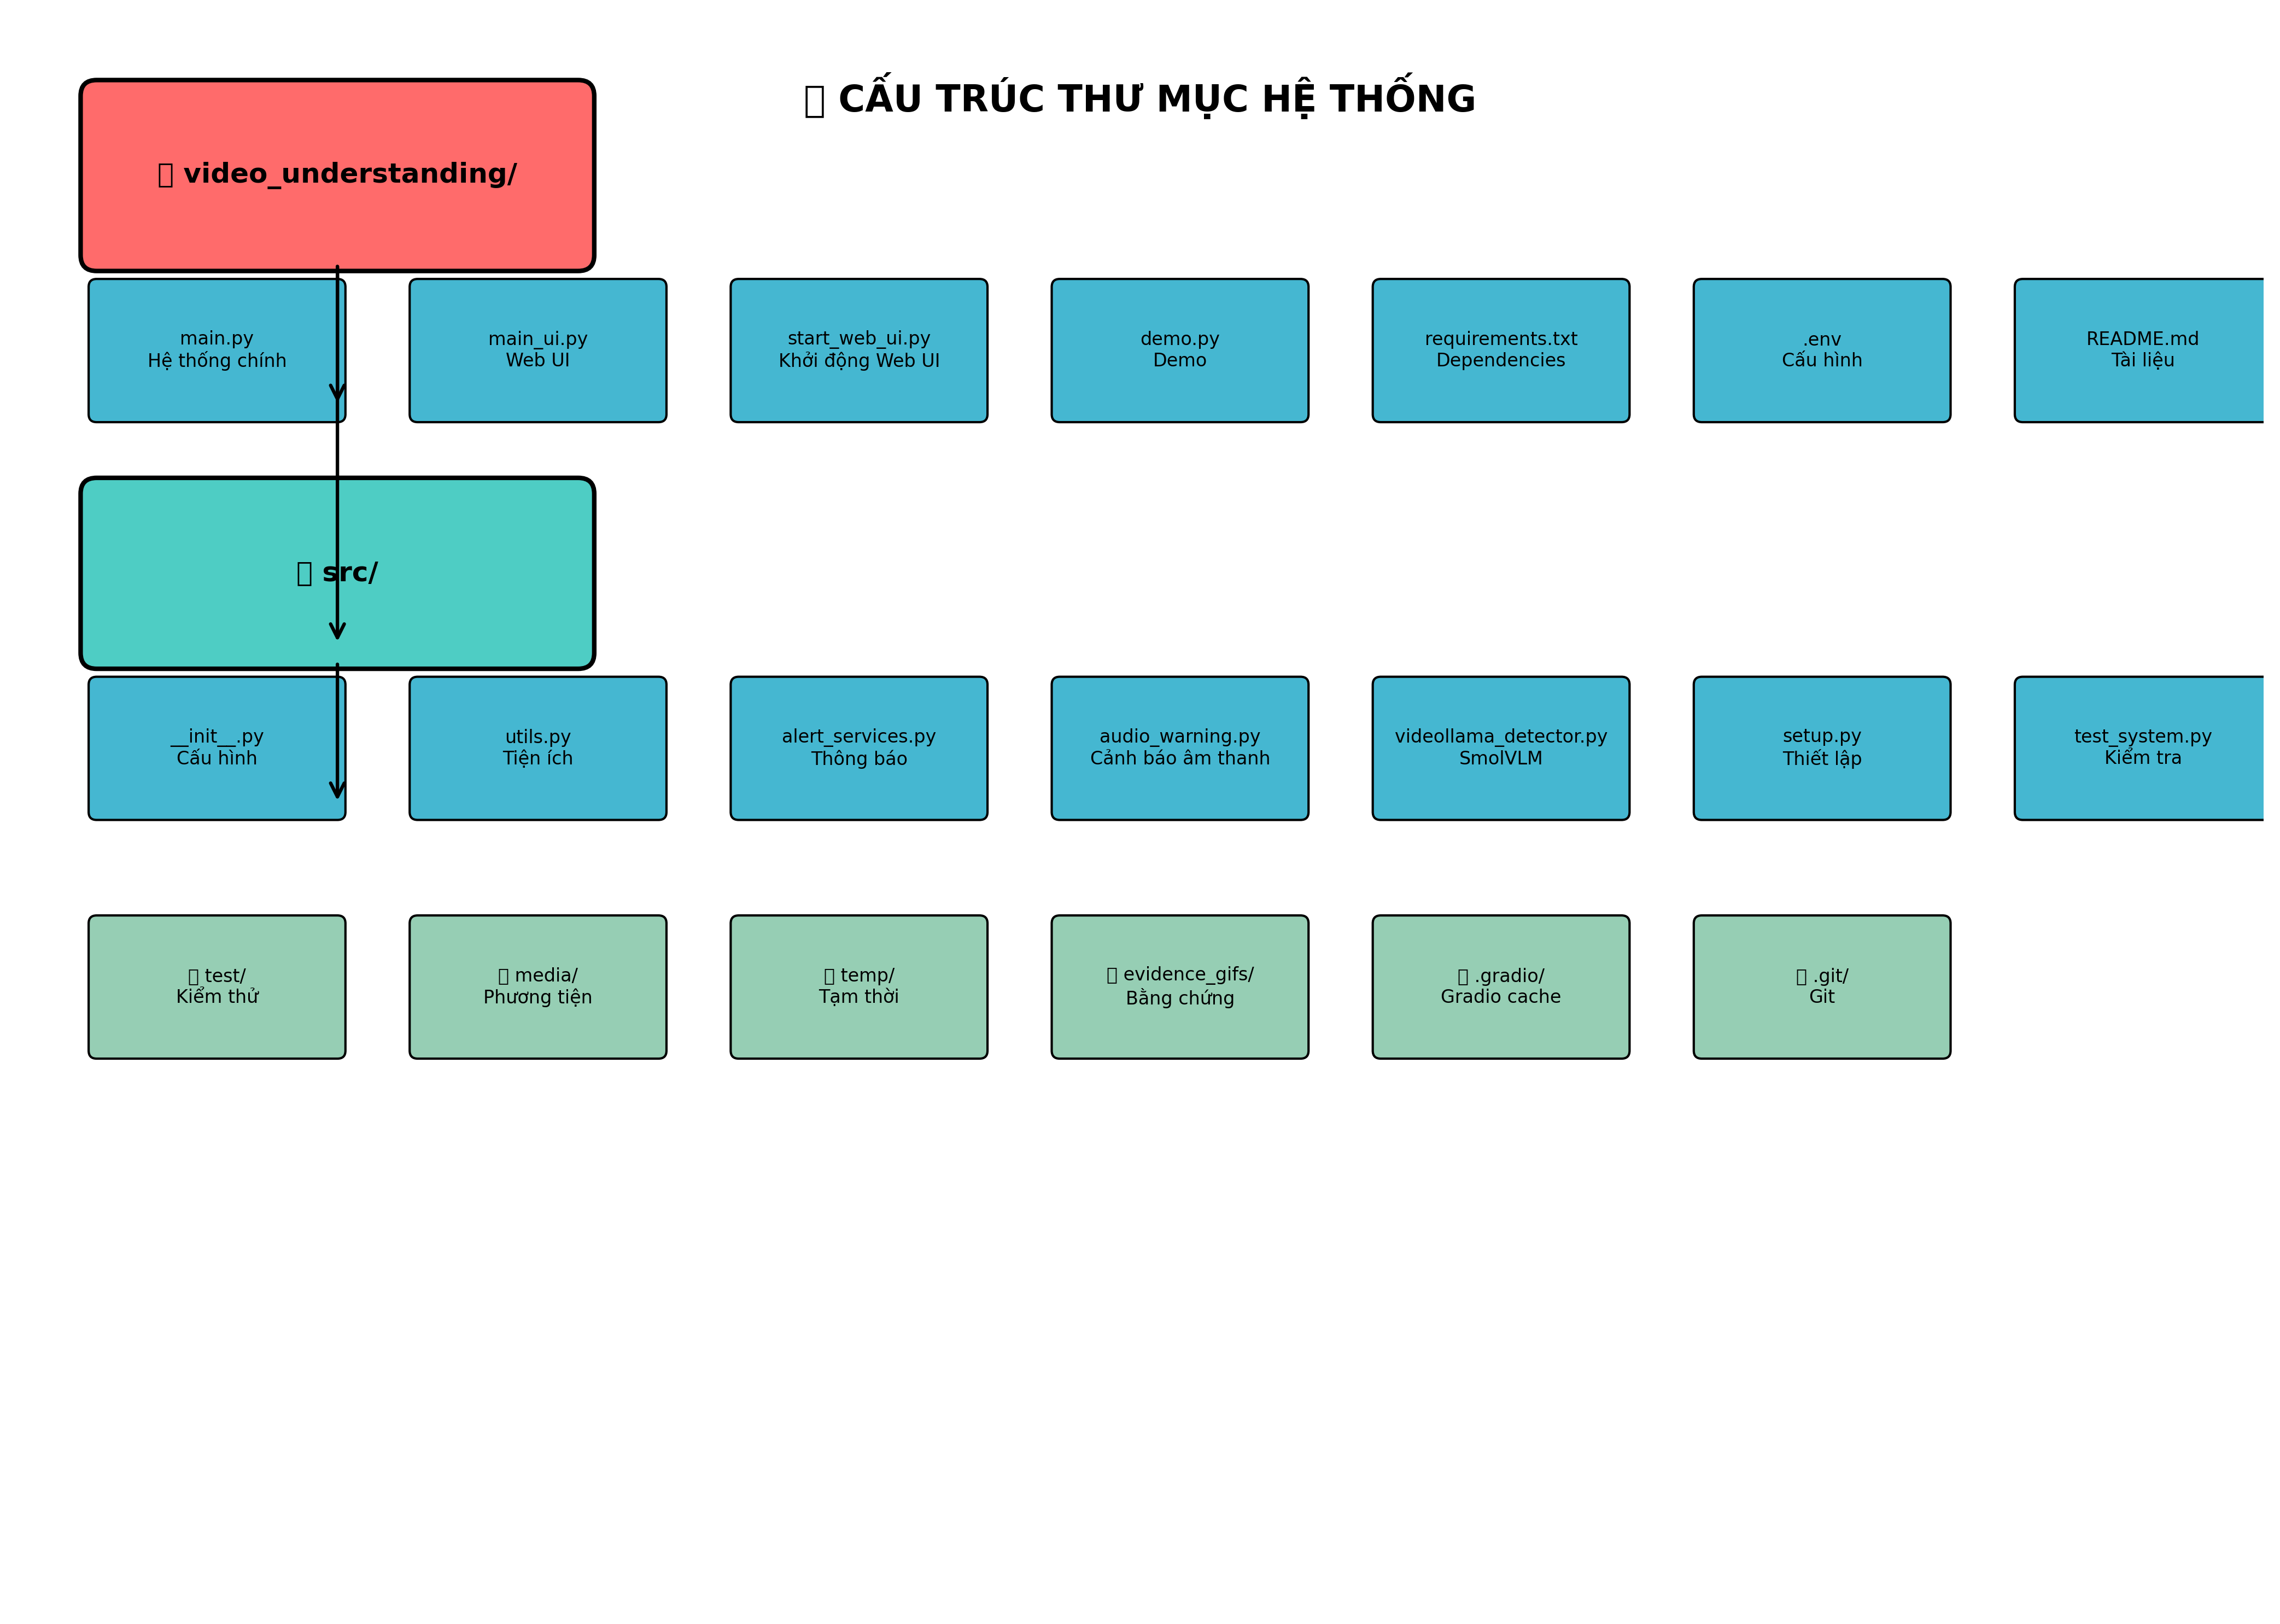 CẤU TRÚC THƯ MỤC HỆ THỐNG
video_understanding/
main.py
Hệ thống chính
main_ui.py
Web UI
start_web_ui.py
Khởi động Web UI
demo.py
Demo
requirements.txt
Dependencies
.env
Cấu hình
README.md
Tài liệu
src/
__init__.py
Cấu hình
utils.py
Tiện ích
alert_services.py
Thông báo
audio_warning.py
Cảnh báo âm thanh
videollama_detector.py
SmolVLM
setup.py
Thiết lập
test_system.py
Kiểm tra
test/
Kiểm thử
media/
Phương tiện
temp/
Tạm thời
evidence_gifs/
Bằng chứng
.gradio/
Gradio cache
.git/
Git